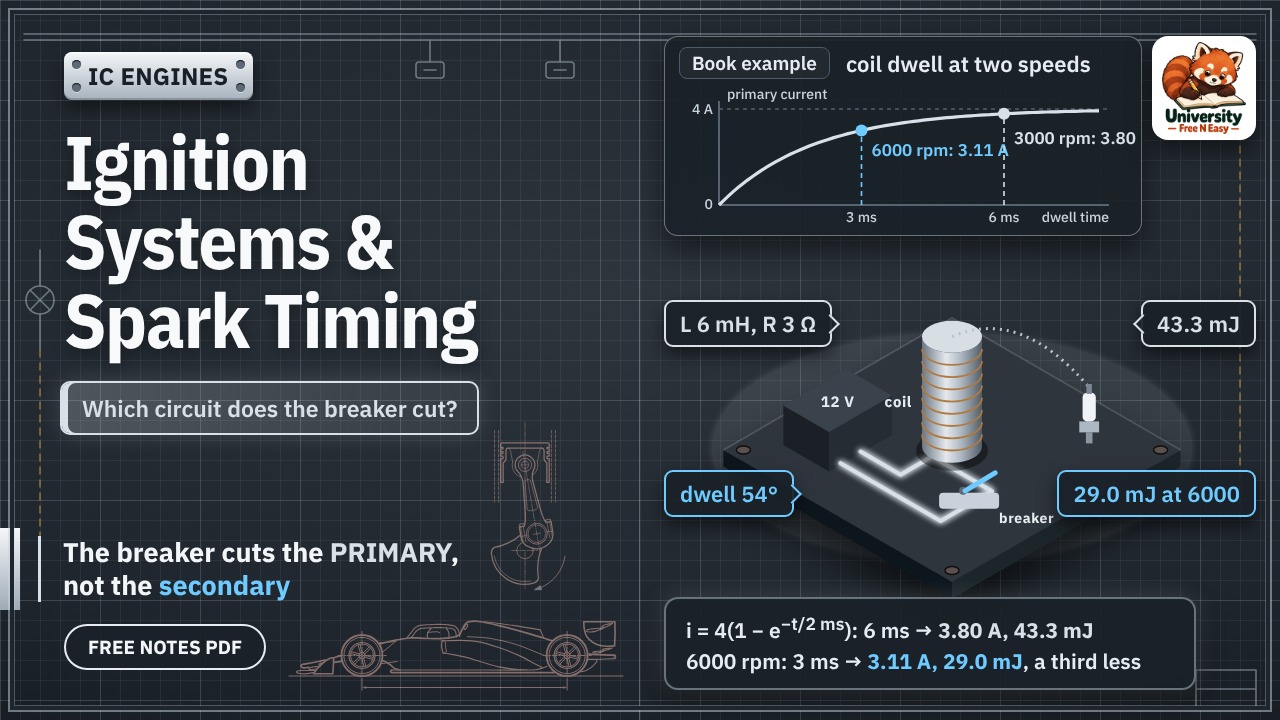 IC ENGINES
Ignition
Systems &
Spark Timing
Which circuit does the breaker cut?
The breaker cuts the PRIMARY,
not the secondary
FREE NOTES PDF
Book example
coil dwell at two speeds
primary current
4 A
6000 rpm: 3.11 A
3000 rpm: 3.80
0
3 ms
6 ms
dwell time
University
Free N Easy
L 6 mH, R 3 Ω
43.3 mJ
12 V
coil
dwell 54°
29.0 mJ at 6000
breaker
i = 4(1 – e−t/2 ms): 6 ms → 3.80 A, 43.3 mJ
6000 rpm: 3 ms → 3.11 A, 29.0 mJ, a third less